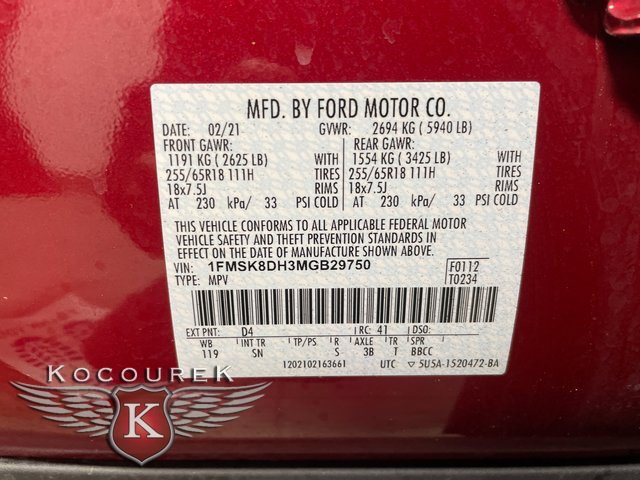 MFD. BY FORD MOTOR CO.
DATE: 02/21 GVWR: 2694 KG ( 5940 LB)
FRONT GAWR: REAR GAWR:
1191 KG ( 2625 LB) WITH 1554 KG ( 3425 LB) WITH
255/65R18 111H TIRES 255/65R18 111H TIRES
18x7.5J RIMS 18x7.5J RIMS
AT 230 kPa/ 33 PSI COLD AT 230 kPa/ 33 PSI COLD
THIS VEHICLE CONFORMS TO ALL APPLICABLE FEDERAL MOTOR
VEHICLE SAFETY AND THEFT PREVENTION STANDARDS IN
EFFECT ON THE DATE OF MANUFACTURE SHOWN ABOVE.
VIN: 1FMSK8DH3MGB29750 F0112
TYPE: MPV T0234
EXT PNT: D4 RC: 41 DSO:
WB INT TR TP/PS R AXLE TR SPR
119 SN S 3B T BBCC
1202102163661 UTC ▽ 5U5A-1520472-BA
KOCOUREK
K